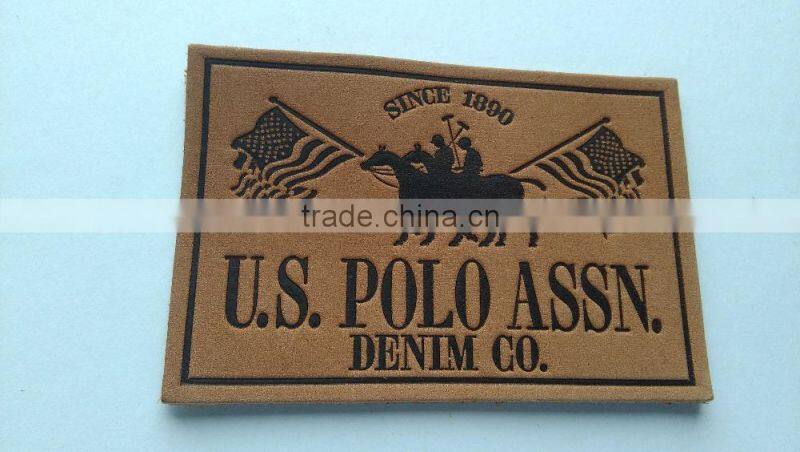 SINCE 1890
trade.china.cn
U.S. POLO ASSN.
DENIM CO.